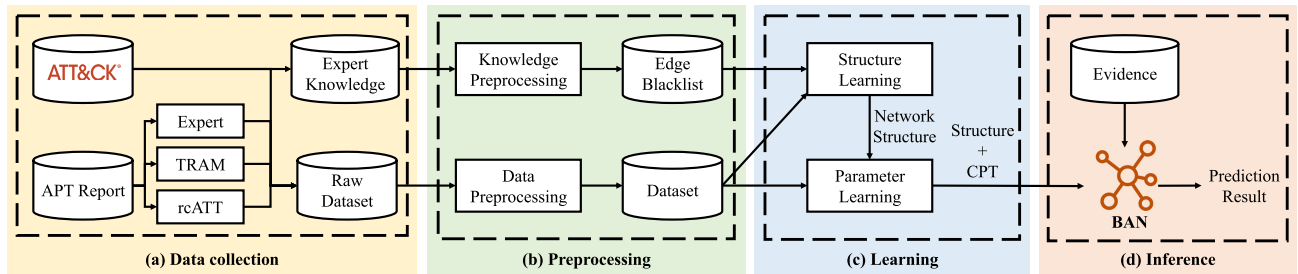 ATT&CK®
Expert
Knowledge
Expert
TRAM
rcATT
APT Report
Raw
Dataset
(a) Data collection
Knowledge
Preprocessing
Edge
Blacklist
Data
Preprocessing
Dataset
(b) Preprocessing
Structure
Learning
Network
Structure
Parameter
Learning
Structure
+
CPT
(c) Learning
Evidence
BAN
Prediction
Result
(d) Inference